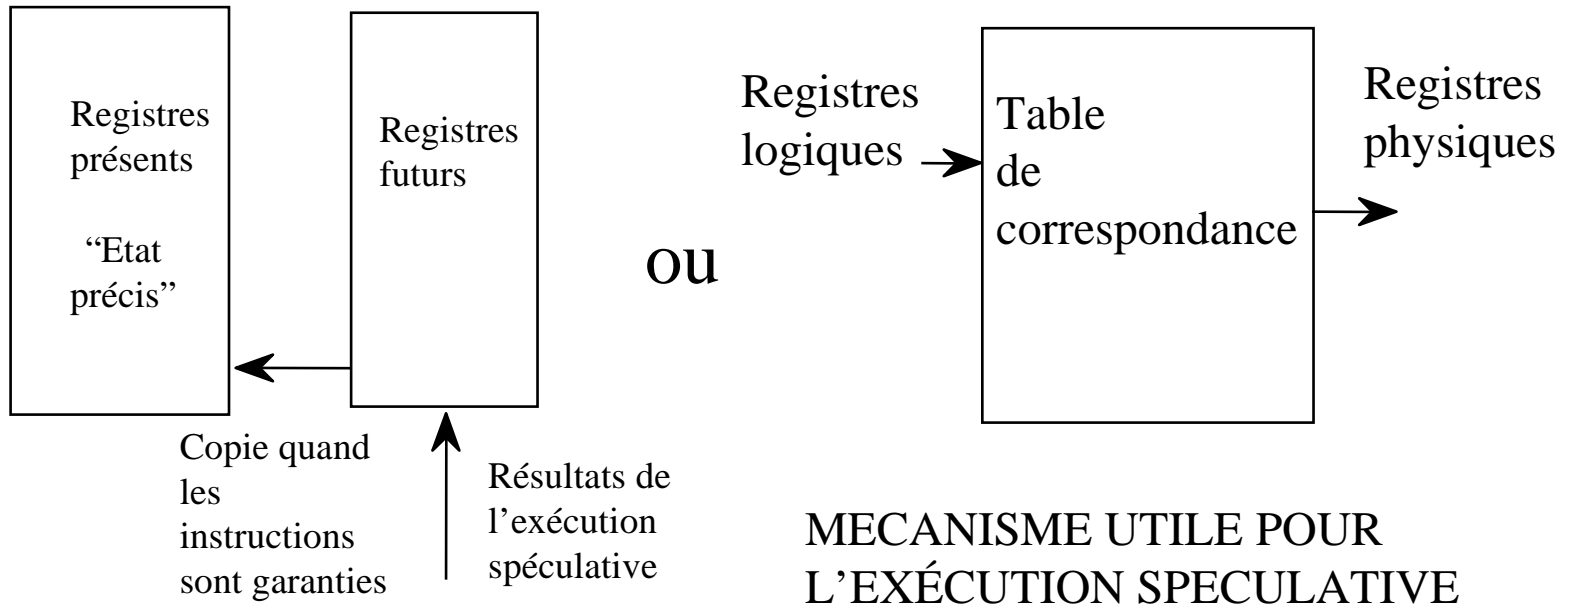 Registres
présents
“Etat
précis”
Registres
futurs
Copie quand
les
instructions
sont garanties
Résultats de
l’exécution
spéculative
ou
Registres
logiques
Table
de
correspondance
Registres
physiques
MECANISME UTILE POUR
L’EXÉCUTION SPECULATIVE